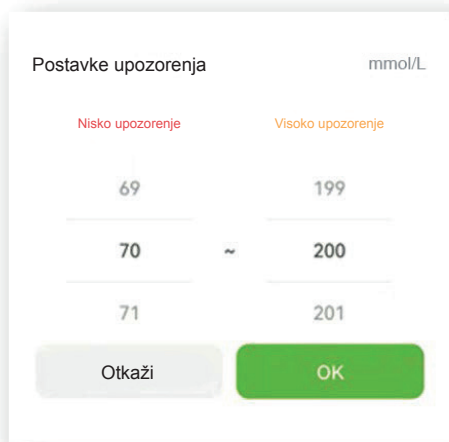 Postavke upozorenja mmol/L
Nisko upozorenje Visoko upozorenje
69 199
70 ~ 200
71 201
Otkaži OK